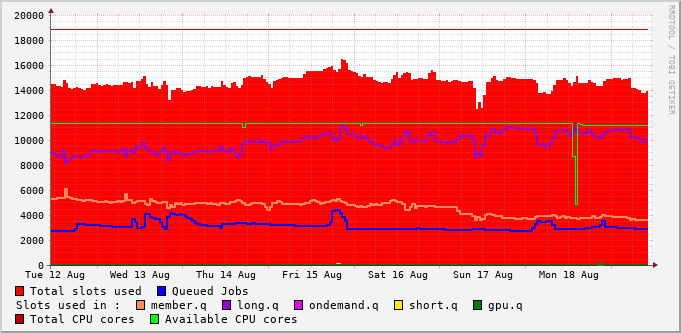 RRDTOOL / TOBI OETIKER
20000
18000
16000
14000
12000
10000
8000
6000
4000
2000
0
Tue 12 Aug Wed 13 Aug Thu 14 Aug Fri 15 Aug Sat 16 Aug Sun 17 Aug Mon 18 Aug
Total slots used Queued Jobs
Slots used in : member.q long.q ondemand.q short.q gpu.q
Total CPU cores Available CPU cores